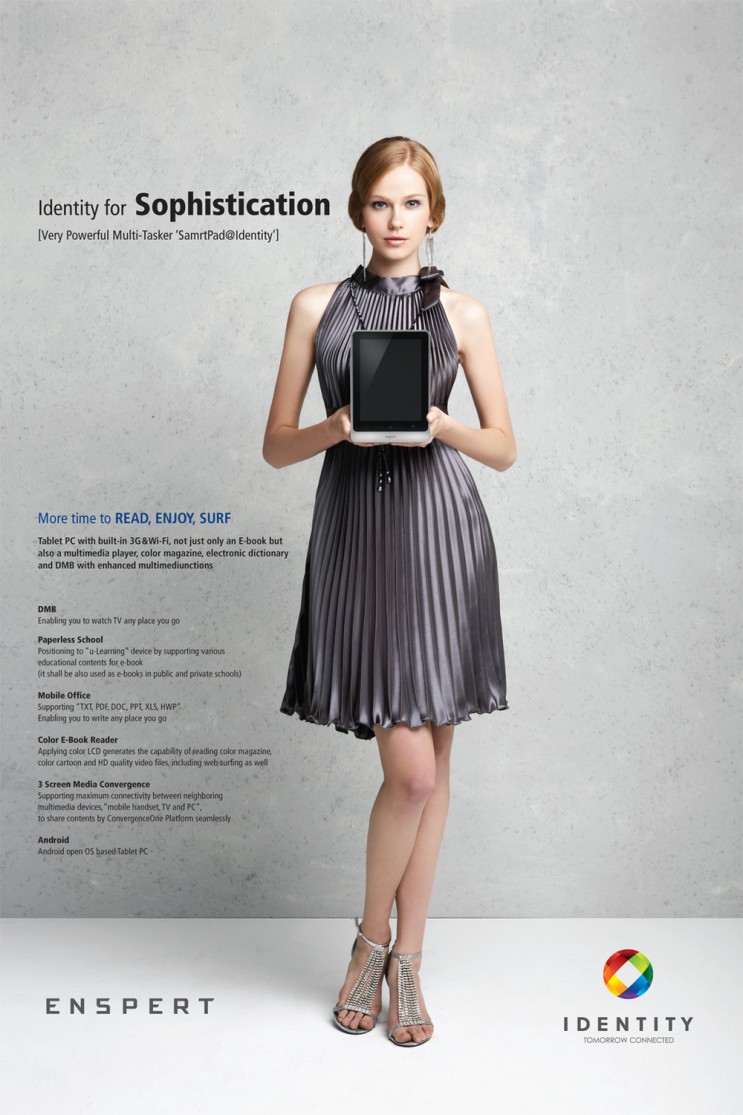 Identity for Sophistication
[Very Powerful Multi-Tasker 'SamrtPad@Identity']
More time to READ, ENJOY, SURF
Tablet PC with built-in 3G&Wi-Fi, not just only an E-book but
also a multimedia player, color magazine, electronic dictionary
and DMB with enhanced multimediunctions
DMB
Enabling you to watch TV any place you go
Paperless School
Positioning to "u-Learning" device by supporting various
educational contents for e-book
(it shall be also used as e-books in public and private schools)
Mobile Office
Supporting "TXT, PDF, DOC, PPT, XLS, HWP"
Enabling you to write any place you go
Color E-Book Reader
Applying color LCD generates the capability of reading color magazine,
color cartoon and HD quality video files, including web surfing as well
3 Screen Media Convergence
Supporting maximum connectivity between neighboring
multimedia devices, "mobile handset, TV and PC",
to share contents by ConvergenceOne Platform seamlessly
Android
Android open OS based Tablet PC
ENSPERT
IDENTITY
TOMORROW CONNECTED